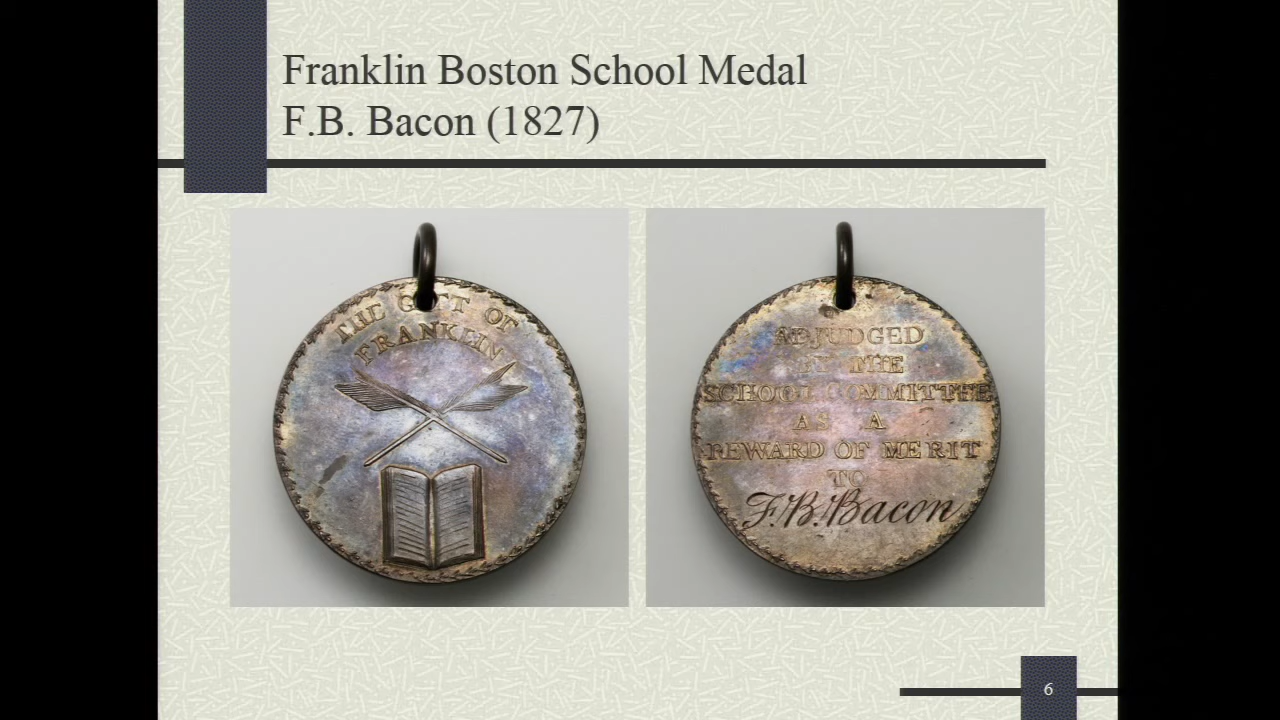 Franklin Boston School Medal
F.B. Bacon (1827)
THE GIFT OF
FRANKLIN
ADJUDGED
BY THE
SCHOOL COMMITTEE
AS A
REWARD OF MERIT
TO
F.B.Bacon
6